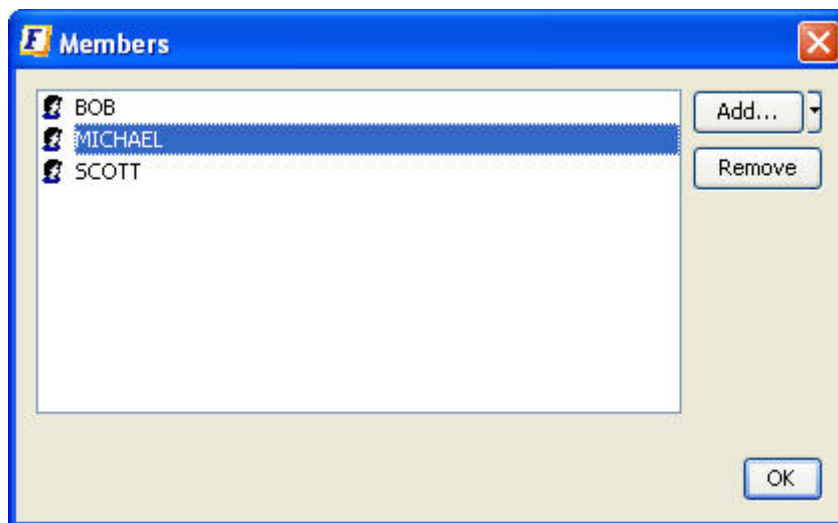 F Members
BOB
MICHAEL
SCOTT
Add...
Remove
OK